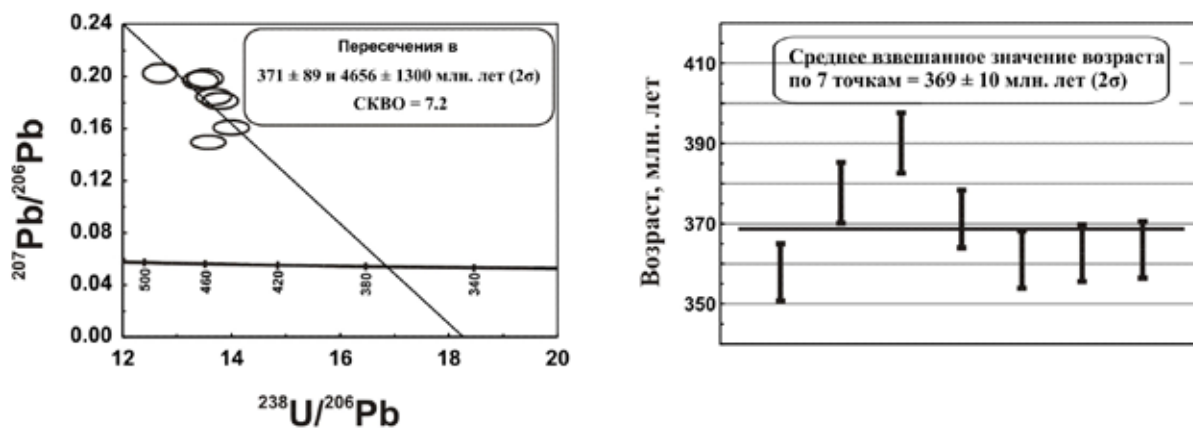 0.24
0.20
0.16
0.12
0.08
0.04
0.00
207Pb/206Pb
Пересечения в
371 ± 89 и 4656 ± 1300 млн. лет (2σ)
СКВО = 7.2
500
460
420
380
340
12
14
16
18
20
238U/206Pb
Возраст, млн. лет
410
390
370
350
Среднее взвешанное значение возраста
по 7 точкам = 369 ± 10 млн. лет (2σ)